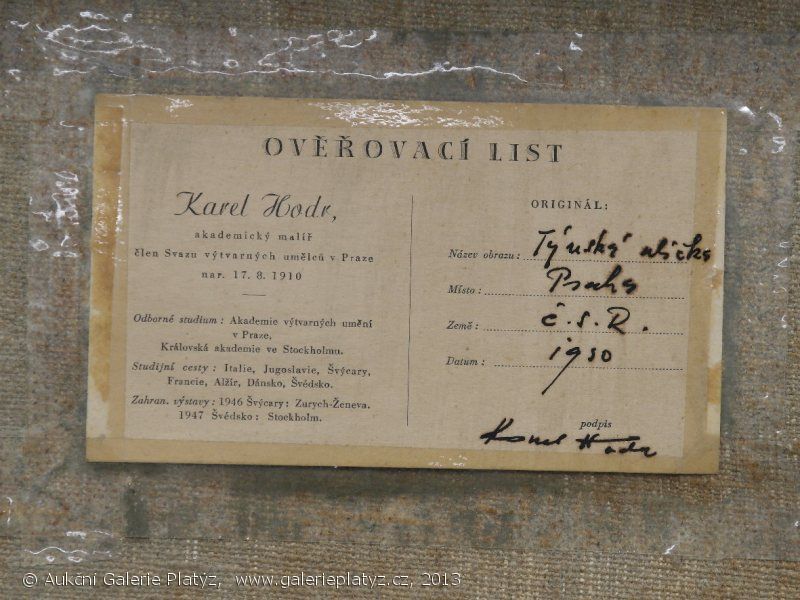 OVĚŘOVACÍ LIST
Karel Hodr,
akademický malíř
člen Svazu výtvarných umělců v Praze
nar. 17. 8. 1910
Odborné studium : Akademie výtvarných umění
v Praze,
Královská akademie ve Stockholmu.
Studijní cesty : Italie, Jugoslavie, Švýcary,
Francie, Alžír, Dánsko, Švédsko.
Zahran. výstavy : 1946 Švýcary : Zurych-Ženeva.
1947 Švédsko : Stockholm.
ORIGINÁL :
Název obrazu : Týnská ulička
Místo : Praha
Země : Č. S. R.
Datum : 1950
podpis
Karel Hodr
© Aukční Galerie Platýz, www.galerieplatyz.cz, 2013